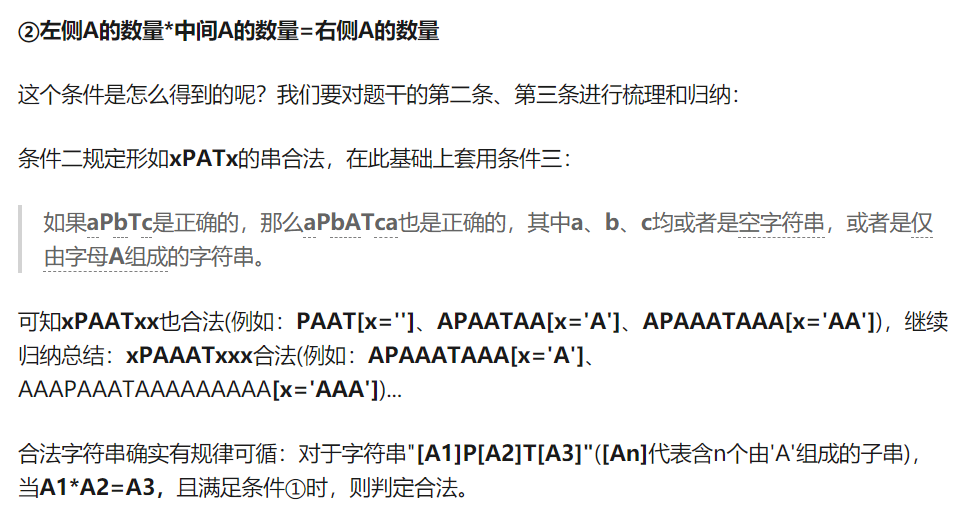 ②左侧A的数量*中间A的数量=右侧A的数量
这个条件是怎么得到的呢？我们要对题干的第二条、第三条进行梳理和归纳：
条件二规定形如xPATx的串合法，在此基础上套用条件三：
如果aPbTc是正确的，那么aPbATca也是正确的，其中a、b、c均或者是空字符串，或者是仅
由字母A组成的字符串。
可知xPAATxx也合法(例如：PAAT[x='']、APAATAA[x='A']、APAAATAAA[x='AA'])，继续
归纳总结：xPAAATxxx合法(例如：APAAATAAA[x='A']、
AAAPAAATAAAAAAAAA[x='AAA'])...
合法字符串确实有规律可循：对于字符串"[A1]P[A2]T[A3]"([An]代表含n个由'A'组成的子串)，
当A1*A2=A3，且满足条件①时，则判定合法。